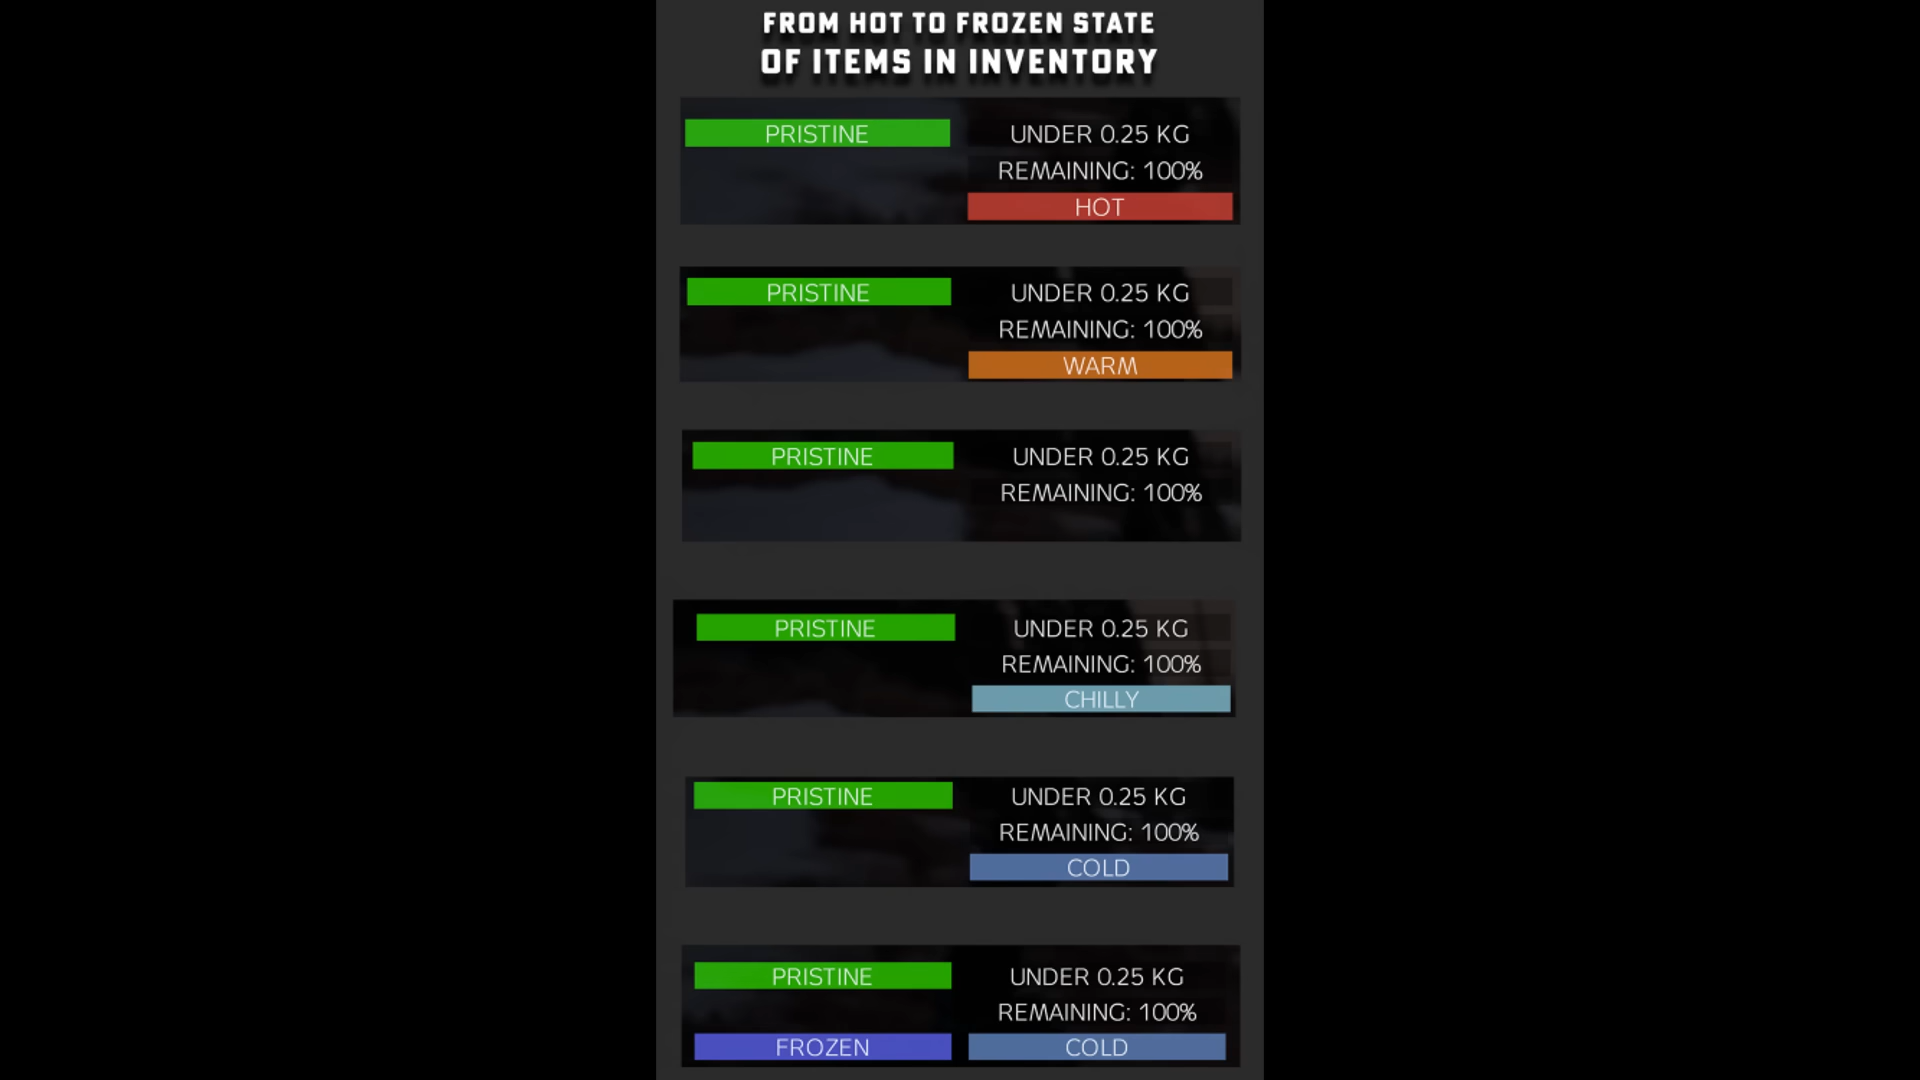 FROM HOT TO FROZEN STATE
OF ITEMS IN INVENTORY
PRISTINE UNDER 0.25 KG
REMAINING: 100%
HOT
PRISTINE UNDER 0.25 KG
REMAINING: 100%
WARM
PRISTINE UNDER 0.25 KG
REMAINING: 100%
PRISTINE UNDER 0.25 KG
REMAINING: 100%
CHILLY
PRISTINE UNDER 0.25 KG
REMAINING: 100%
COLD
PRISTINE UNDER 0.25 KG
REMAINING: 100%
FROZEN COLD